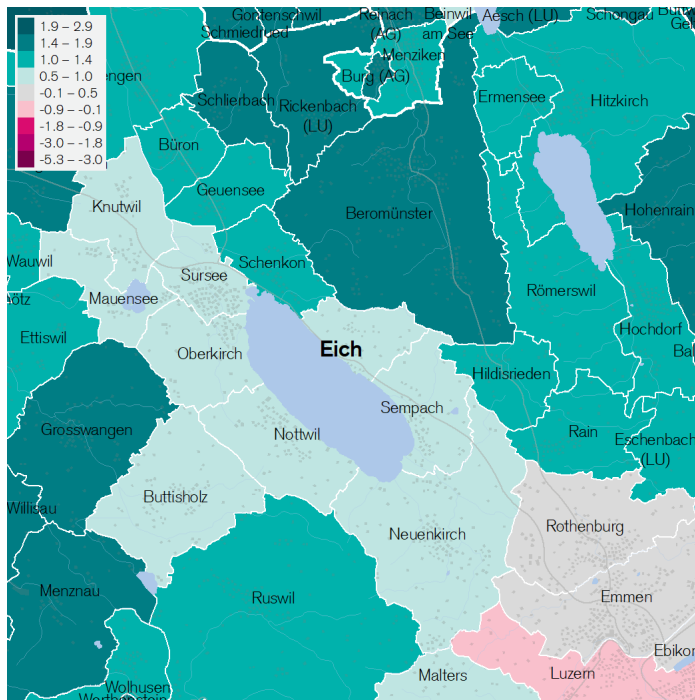 Gontenschwil
Reinach
(AG)
Beinwil
am See
Aesch (LU)
Schongau
Schmiedrued
1.9 – 2.9
1.4 – 1.9
1.0 – 1.4
0.5 – 1.0
-0.1 – 0.5
-0.9 – -0.1
-1.8 – -0.9
-3.0 – -1.8
-5.3 – -3.0
Menziken
Burg (AG)
Schlierbach
Rickenbach
(LU)
Ermensee
Hitzkirch
Büron
Geuensee
Knutwil
Beromünster
Hohenrain
Wauwil
Sursee
Schenkon
Mauensee
Römerswil
Ettiswil
Oberkirch
Eich
Hochdorf
Hildisrieden
Sempach
Grosswangen
Nottwil
Rain
Eschenbach
(LU)
Buttisholz
Willisau
Neuenkirch
Rothenburg
Menznau
Ruswil
Emmen
Ebikon
Malters
Luzern
Wolhusen
Werthenstein